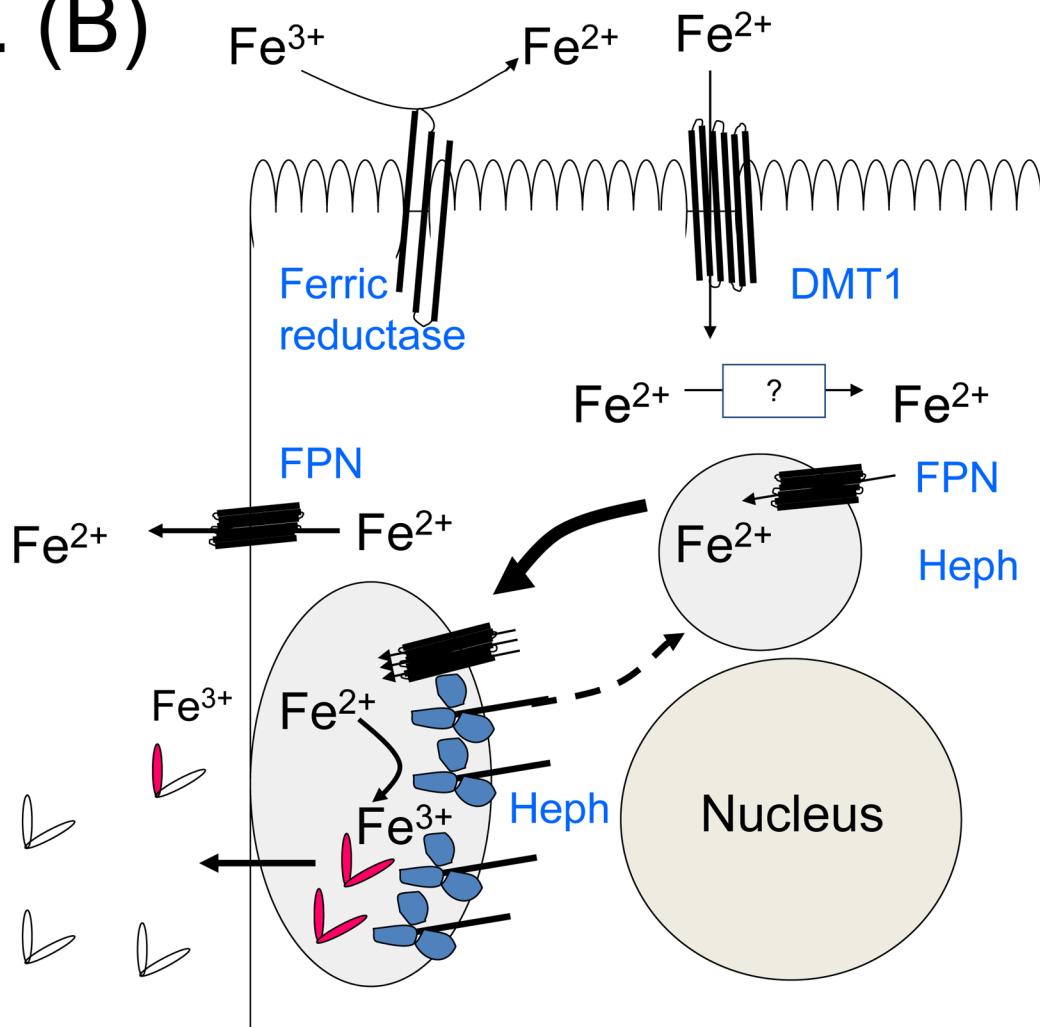 . (B)
Fe3+
Fe2+
Fe2+
Ferric
reductase
DMT1
Fe2+
?
Fe2+
FPN
FPN
Fe2+
Fe2+
Fe2+
Heph
Fe3+
Fe2+
Fe3+
Heph
Nucleus